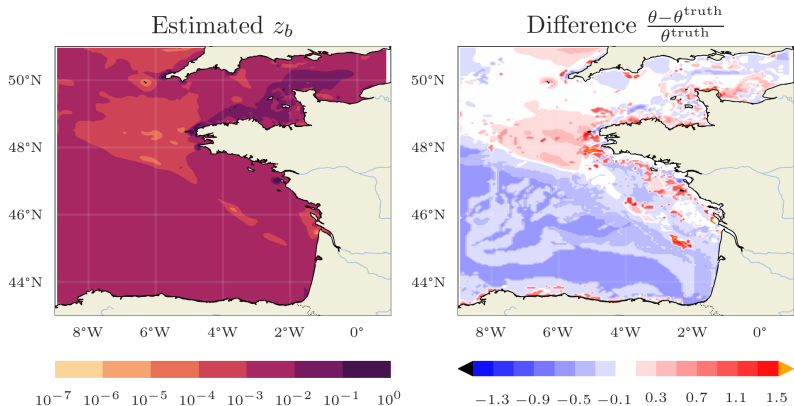 Estimated z_b
Difference \frac{θ−θ^{truth}}{θ^{truth}}
50°N
48°N
46°N
44°N
8°W 6°W 4°W 2°W 0°
50°N
48°N
46°N
44°N
8°W 6°W 4°W 2°W 0°
10^{−7} 10^{−6} 10^{−5} 10^{−4} 10^{−3} 10^{−2} 10^{−1} 10^{0}
−1.3 −0.9 −0.5 −0.1 0.3 0.7 1.1 1.5